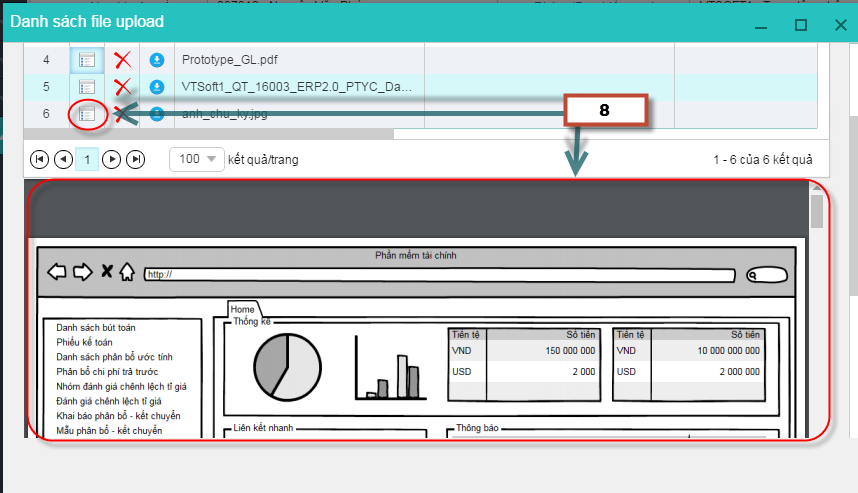 Danh sách file upload
4 Prototype_GL.pdf
5 VTSoft1_QT_16003_ERP2.0_PTYC_Da...
6 anh_chu_ky.jpg
8
1 100 kết quả/trang 1 - 6 của 6 kết quả
Phần mềm tài chính
http://
Home
Danh sách bút toán
Phiếu kế toán
Danh sách phân bổ ước tính
Phân bổ chi phí trả trước
Nhóm đánh giá chênh lệch tỉ giá
Đánh giá chênh lệch tỉ giá
Khai báo phân bổ - kết chuyển
Mẫu phân bổ - kết chuyển
Thống kê
Tiền tệ Số tiền
VND 150 000 000
USD 2 000
Tiền tệ Số tiền
VND 10 000 000 000
USD 2 000 000
Liên kết nhanh
Thông báo